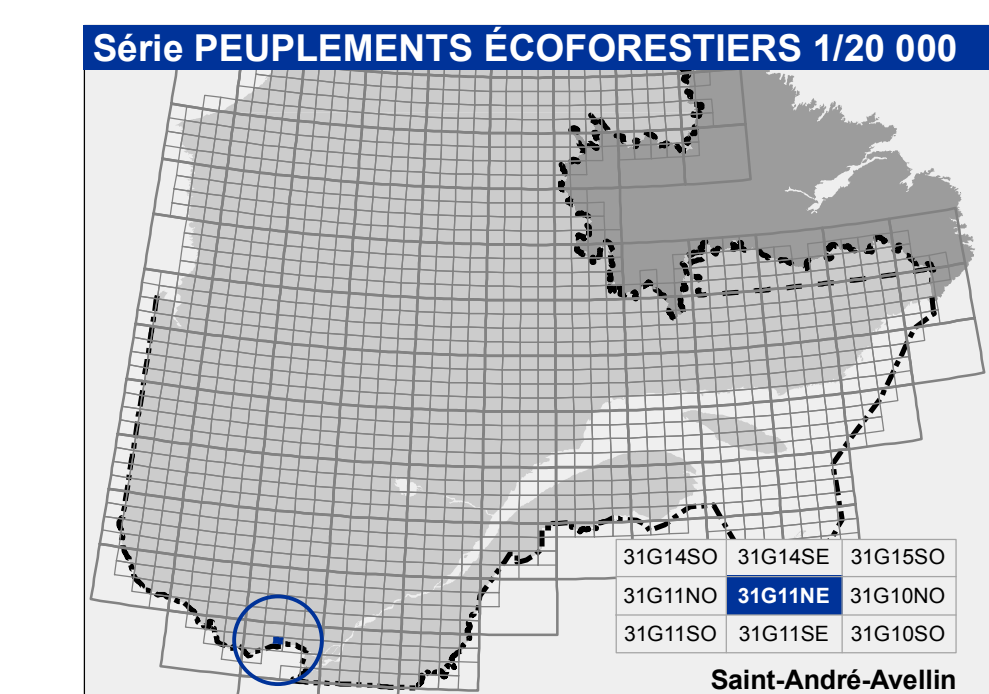 Série PEUPLEMENTS ÉCOFORESTIERS 1/20 000
31G14SO 31G14SE 31G15SO
31G11NO 31G11NE 31G10NO
31G11SO 31G11SE 31G10SO
Saint-André-Avellin